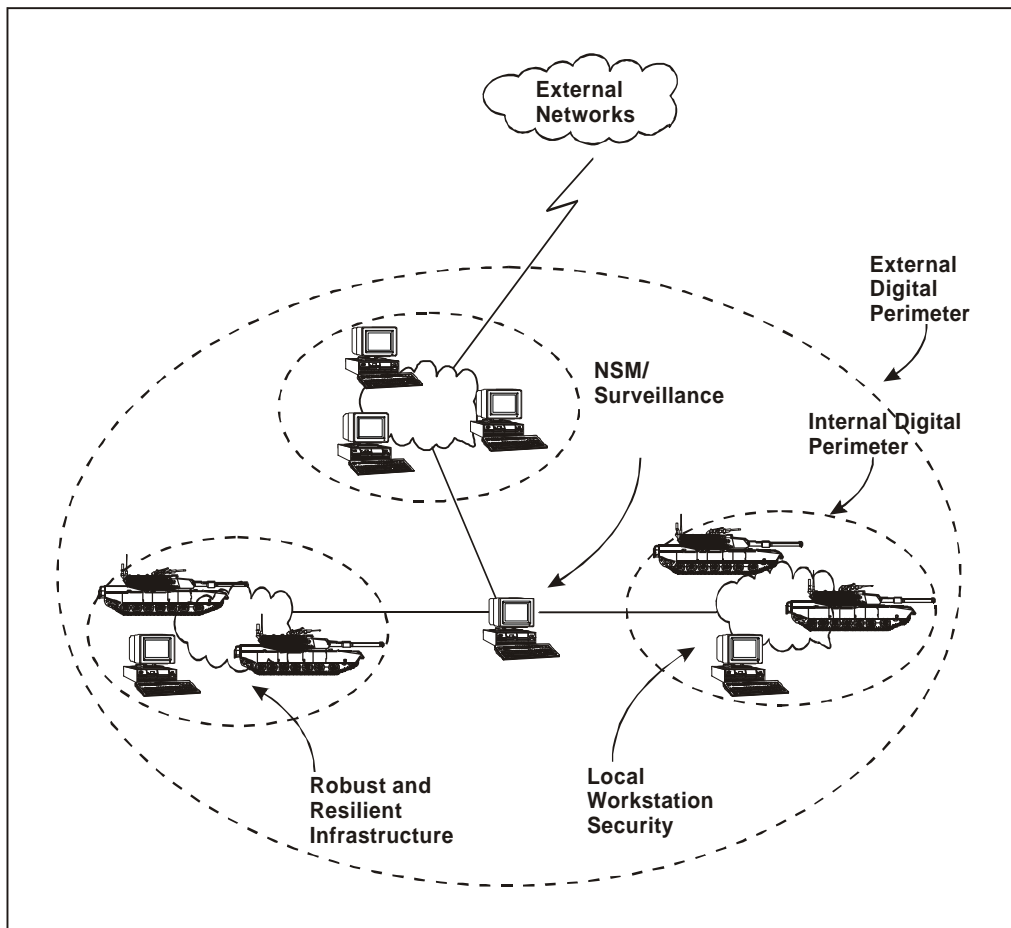 External
Networks
External
Digital
Perimeter
NSM/
Surveillance
Internal Digital
Perimeter
Robust and
Resilient
Infrastructure
Local
Workstation
Security